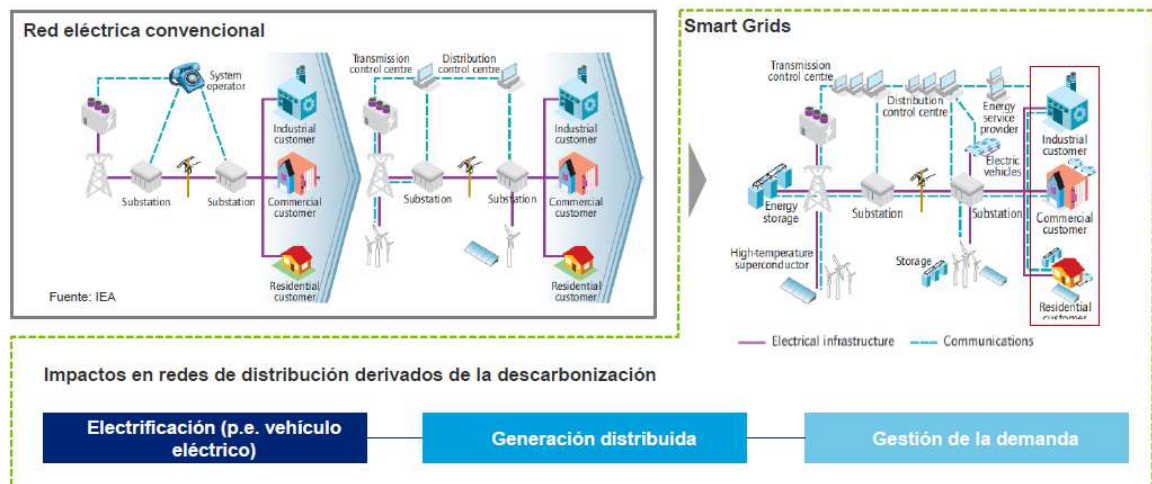 Red eléctrica convencional
System
operator
Industrial
customer
Substation
Substation
Commercial
customer
Residential
customer
Fuente: IEA
Transmission
control centre
Distribution
control centre
Industrial
customer
Substation
Substation
Commercial
customer
Residential
customer
Smart Grids
Transmission
control centre
Distribution
control centre
Energy
service
provider
Industrial
customer
Electric
vehicles
Energy
storage
Substation
Substation
Commercial
customer
High-temperature
superconductor
Storage
Residential
customer
Electrical infrastructure
Communications
Impactos en redes de distribución derivados de la descarbonización
Electrificación (p.e. vehículo
eléctrico)
Generación distribuida
Gestión de la demanda